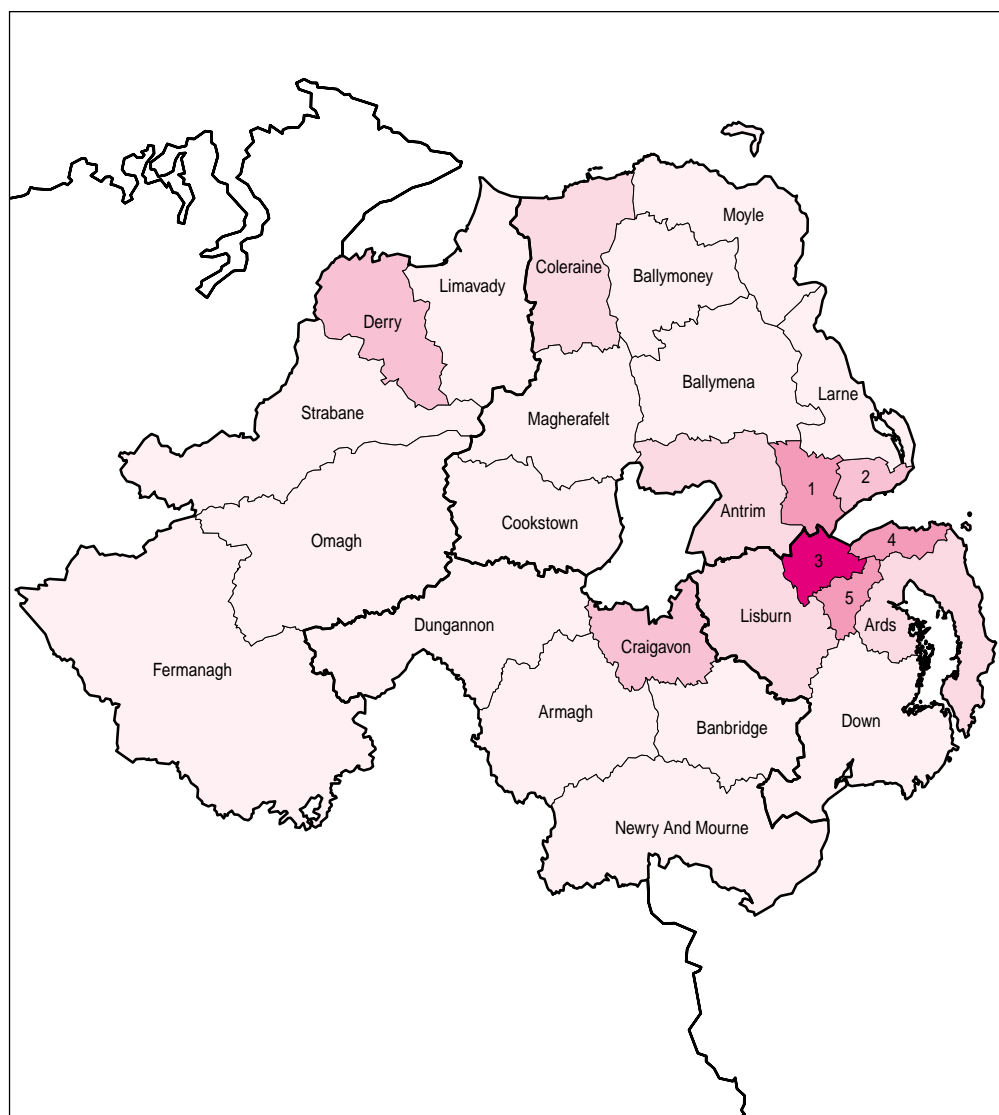 Moyle
Coleraine
Ballymoney
Limavady
Derry
Ballymena
Larne
Strabane
Magherafelt
2
1
Antrim
Cookstown
Omagh
4
3
5
Lisburn
Ards
Dungannon
Craigavon
Fermanagh
Armagh
Banbridge
Down
Newry And Mourne